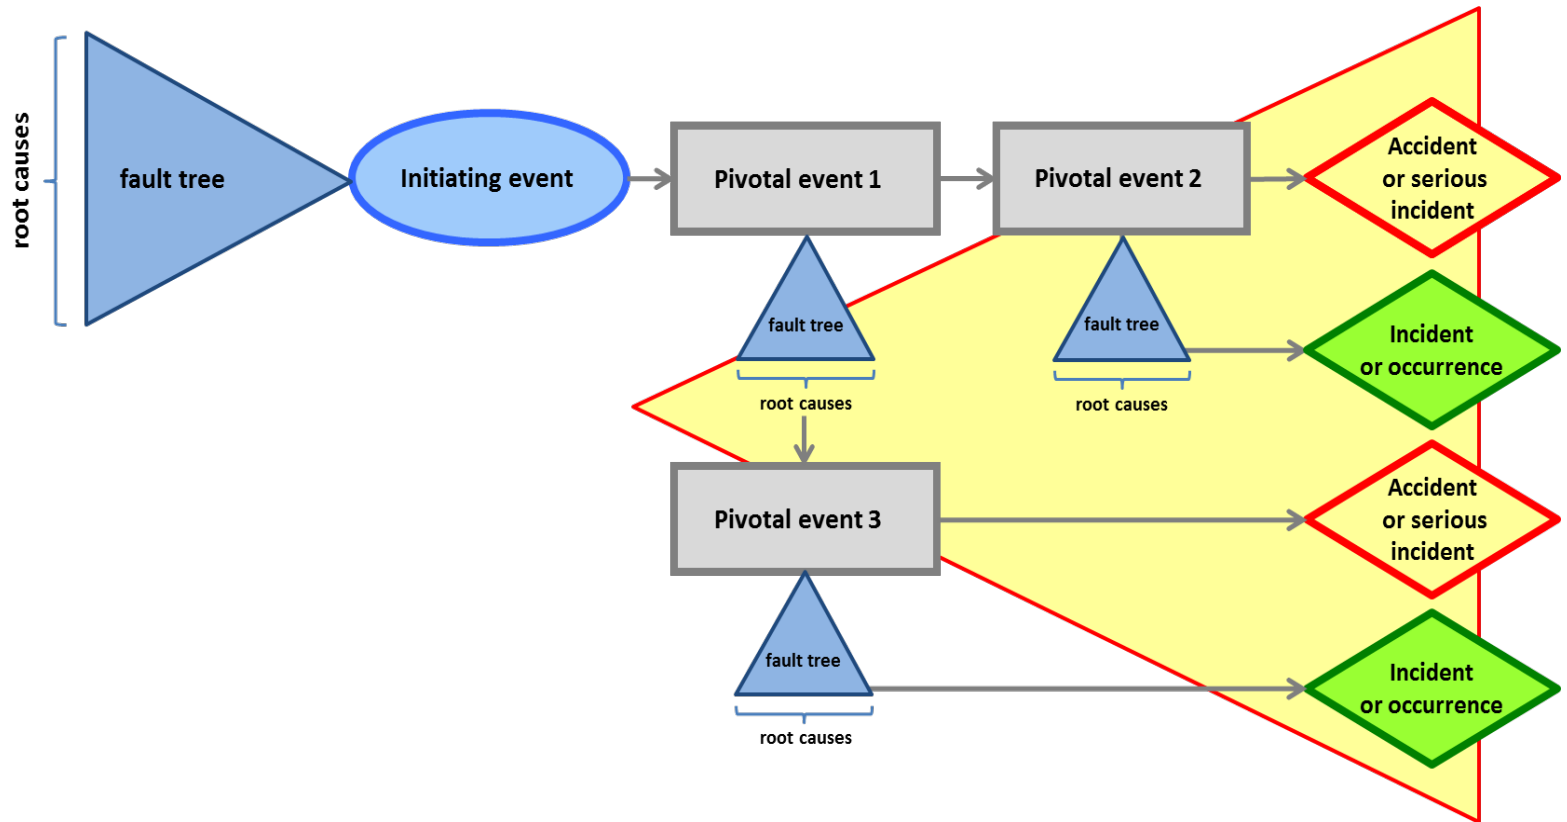 root causes
fault tree
Initiating event
Pivotal event 1
Pivotal event 2
Accident
or serious
incident
fault tree
root causes
fault tree
root causes
Incident
or occurrence
Pivotal event 3
Accident
or serious
incident
fault tree
root causes
Incident
or occurrence